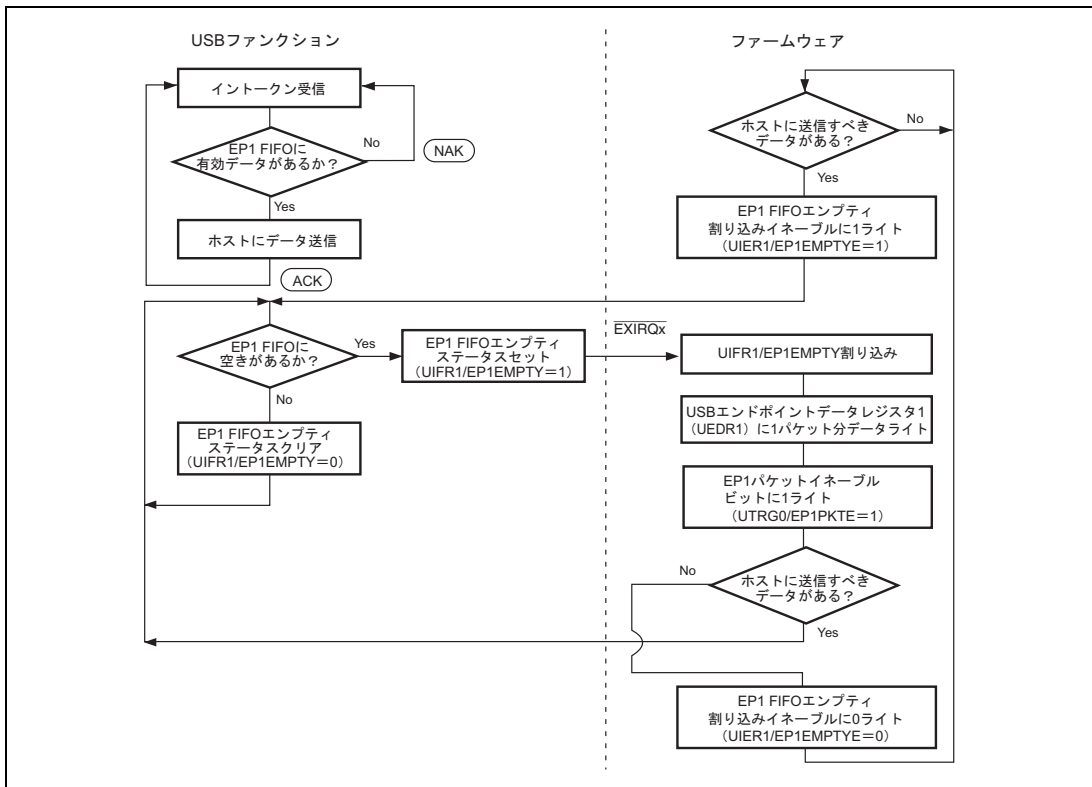 USBファンクション
イントークン受信
EP1 FIFOに
有効データがあるか？
No
NAK
Yes
ホストにデータ送信
ACK
EP1 FIFOに
空きがあるか？
Yes
EP1 FIFOエンプティ
ステータスセット
（UIFR1/EP1EMPTY＝1）
No
EP1 FIFOエンプティ
ステータスクリア
（UIFR1/EP1EMPTY＝0）
EXIRQx
ファームウェア
ホストに送信すべき
データがある？
No
Yes
EP1 FIFOエンプティ
割り込みイネーブルに1ライト
（UIER1/EP1EMPTYE＝1）
UIFR1/EP1EMPTY割り込み
USBエンドポイントデータレジスタ1
（UEDR1）に1パケット分データライト
EP1パケットイネーブル
ビットに1ライト
（UTRG0/EP1PKTE＝1）
ホストに送信すべき
データがある？
No
Yes
EP1 FIFOエンプティ
割り込みイネーブルに0ライト
（UIER1/EP1EMPTYE＝0）